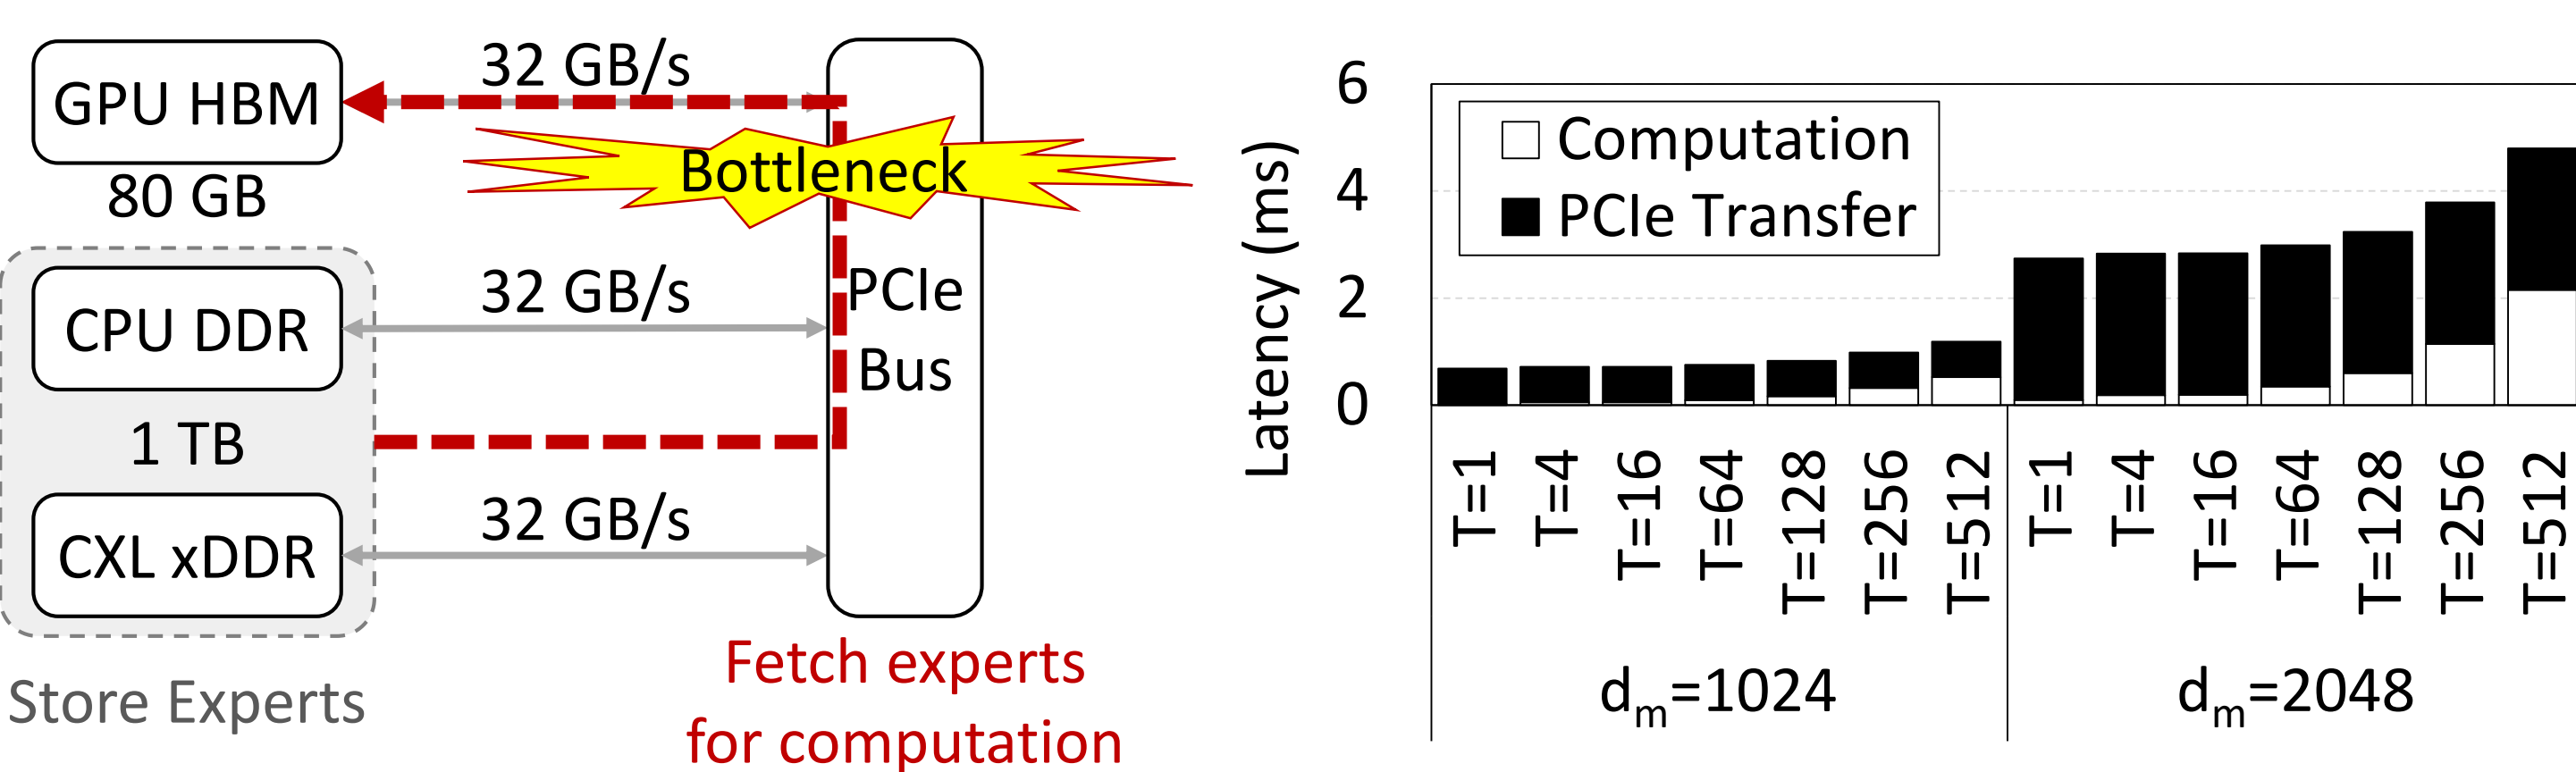 GPU HBM
80 GB
CPU DDR
1 TB
CXL xDDR
Store Experts
32 GB/s
Bottleneck
32 GB/s
32 GB/s
PCIe
Bus
Fetch experts
for computation
Latency (ms)
6
4
2
0
Computation
PCIe Transfer
T=1
T=4
T=16
T=64
T=128
T=256
T=512
T=1
T=4
T=16
T=64
T=128
T=256
T=512
dm=1024
dm=2048